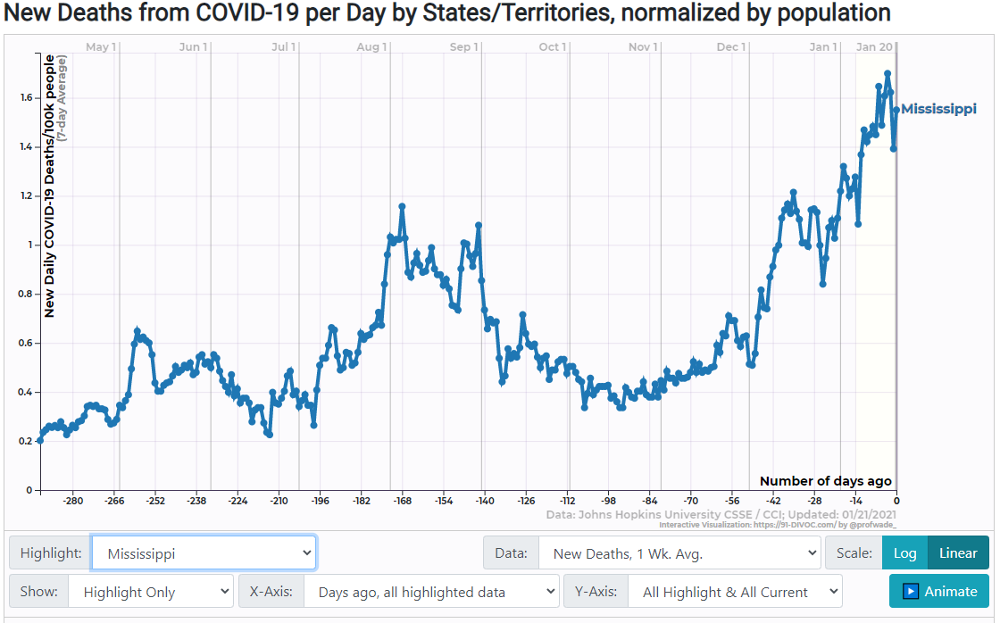 New Deaths from COVID-19 per Day by States/Territories, normalized by population
May 1 Jun 1 Jul 1 Aug 1 Sep 1 Oct 1 Nov 1 Dec 1 Jan 1 Jan 20
New Daily COVID-19 Deaths/100k people
(7-day Average)
1.6
1.4
1.2
1
0.8
0.6
0.4
0.2
0
Mississippi
Number of days ago
-280 -266 -252 -238 -224 -210 -196 -182 -168 -154 -140 -126 -112 -98 -84 -70 -56 -42 -28 -14 0
Data: Johns Hopkins University CSSE / CCI; Updated: 01/21/2021
Interactive Visualization: https://91-DIVOC.com/ by @profwade_
Highlight: Mississippi Data: New Deaths, 1 Wk. Avg. Scale: Log Linear
Show: Highlight Only X-Axis: Days ago, all highlighted data Y-Axis: All Highlight & All Current Animate